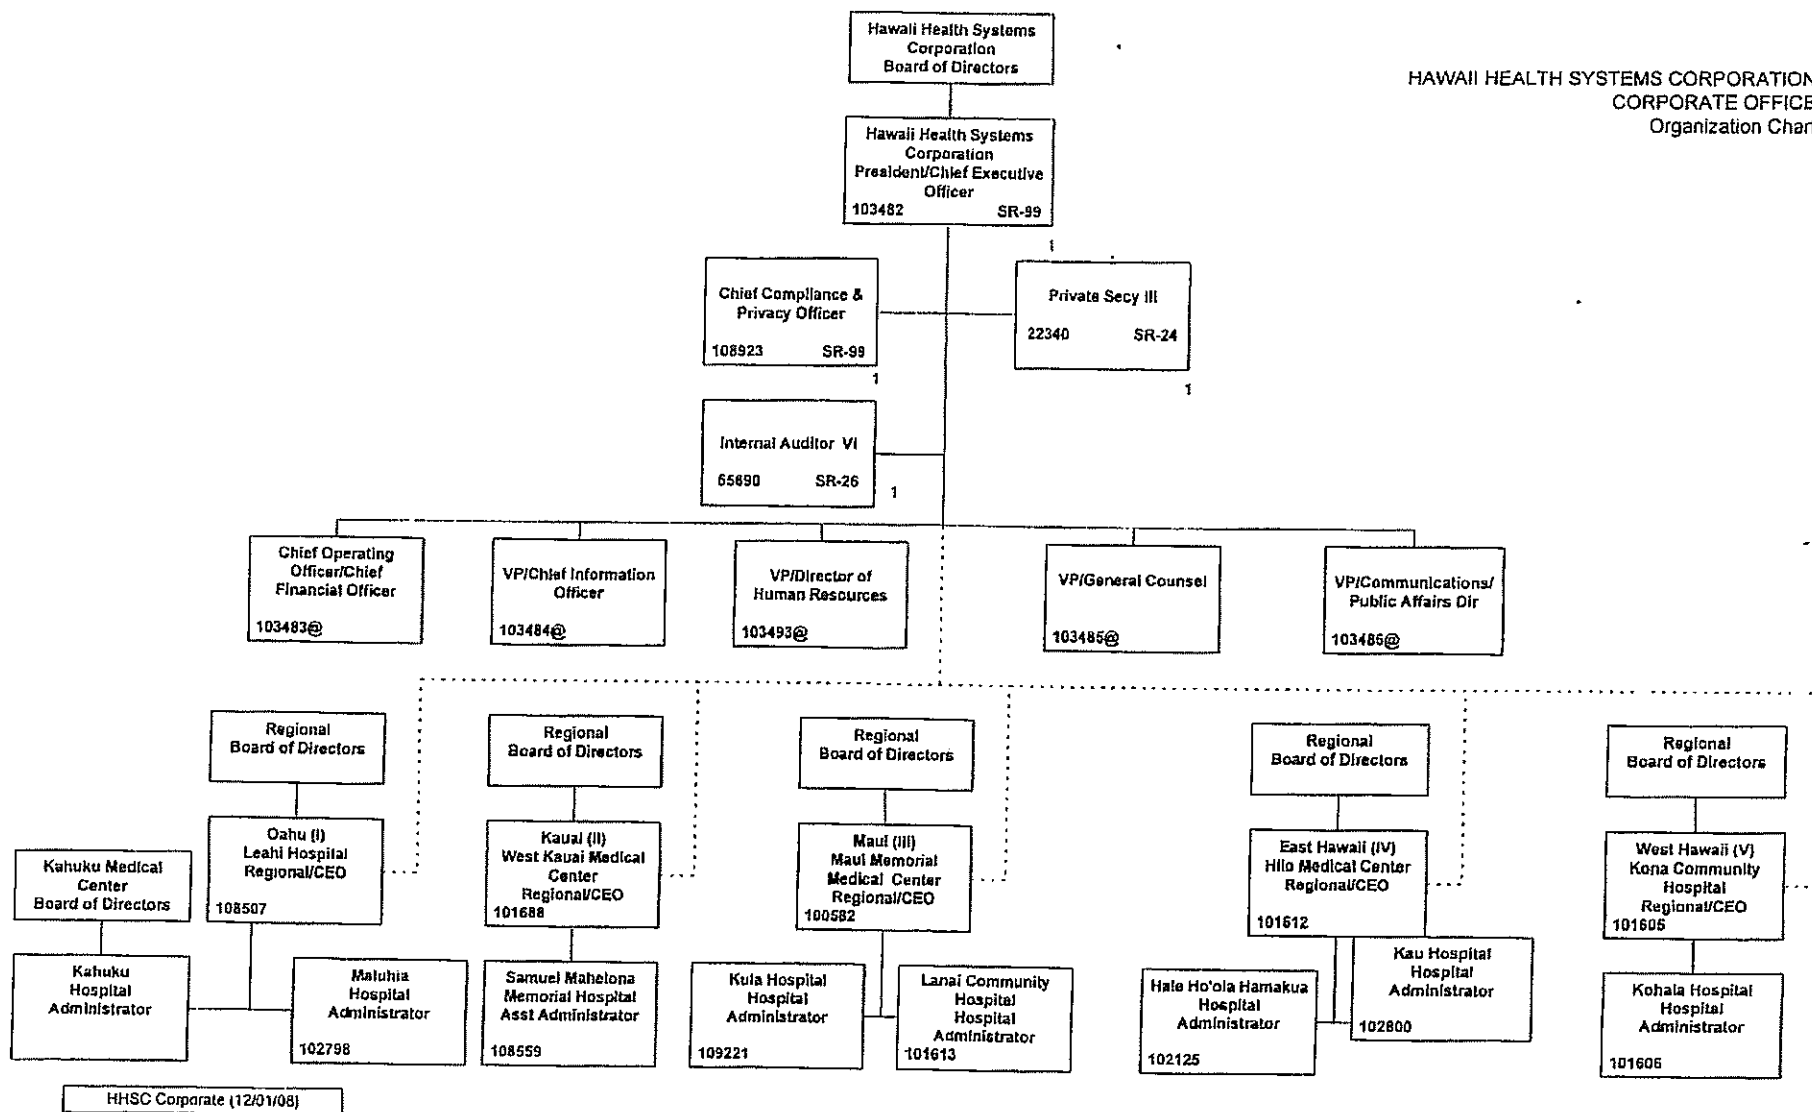 Hawaii Health Systems
Corporation
Board of Directors
HAWAII HEALTH SYSTEMS CORPORATION
CORPORATE OFFICE
Organization Chart
Hawaii Health Systems
Corporation
President/Chief Executive
Officer
103482 SR-99
1
Chief Compliance &
Privacy Officer
108923 SR-99
1
Private Secy III
22340 SR-24
1
Internal Auditor VI
65690 SR-26
1
Chief Operating
Officer/Chief
Financial Officer
103483@
VP/Chief Information
Officer
103484@
VP/Director of
Human Resources
103493@
VP/General Counsel
103485@
VP/Communications/
Public Affairs Dir
103486@
Regional
Board of Directors
Regional
Board of Directors
Regional
Board of Directors
Regional
Board of Directors
Regional
Board of Directors
Kahuku Medical
Center
Board of Directors
Oahu (I)
Leahi Hospital
Regional/CEO
108507
Kauai (II)
West Kauai Medical
Center
Regional/CEO
101688
Maui (III)
Maui Memorial
Medical Center
Regional/CEO
100582
East Hawaii (IV)
Hilo Medical Center
Regional/CEO
101612
West Hawaii (V)
Kona Community
Hospital
Regional/CEO
101605
Kahuku
Hospital
Administrator
Maluhia
Hospital
Administrator
102798
Samuel Mahelona
Memorial Hospital
Asst Administrator
108559
Kula Hospital
Hospital
Administrator
109221
Lanai Community
Hospital
Hospital
Administrator
101613
Hale Ho'ola Hamakua
Hospital
Administrator
102125
Kau Hospital
Hospital
Administrator
102800
Kohala Hospital
Hospital
Administrator
101606
HHSC Corporate (12/01/08)